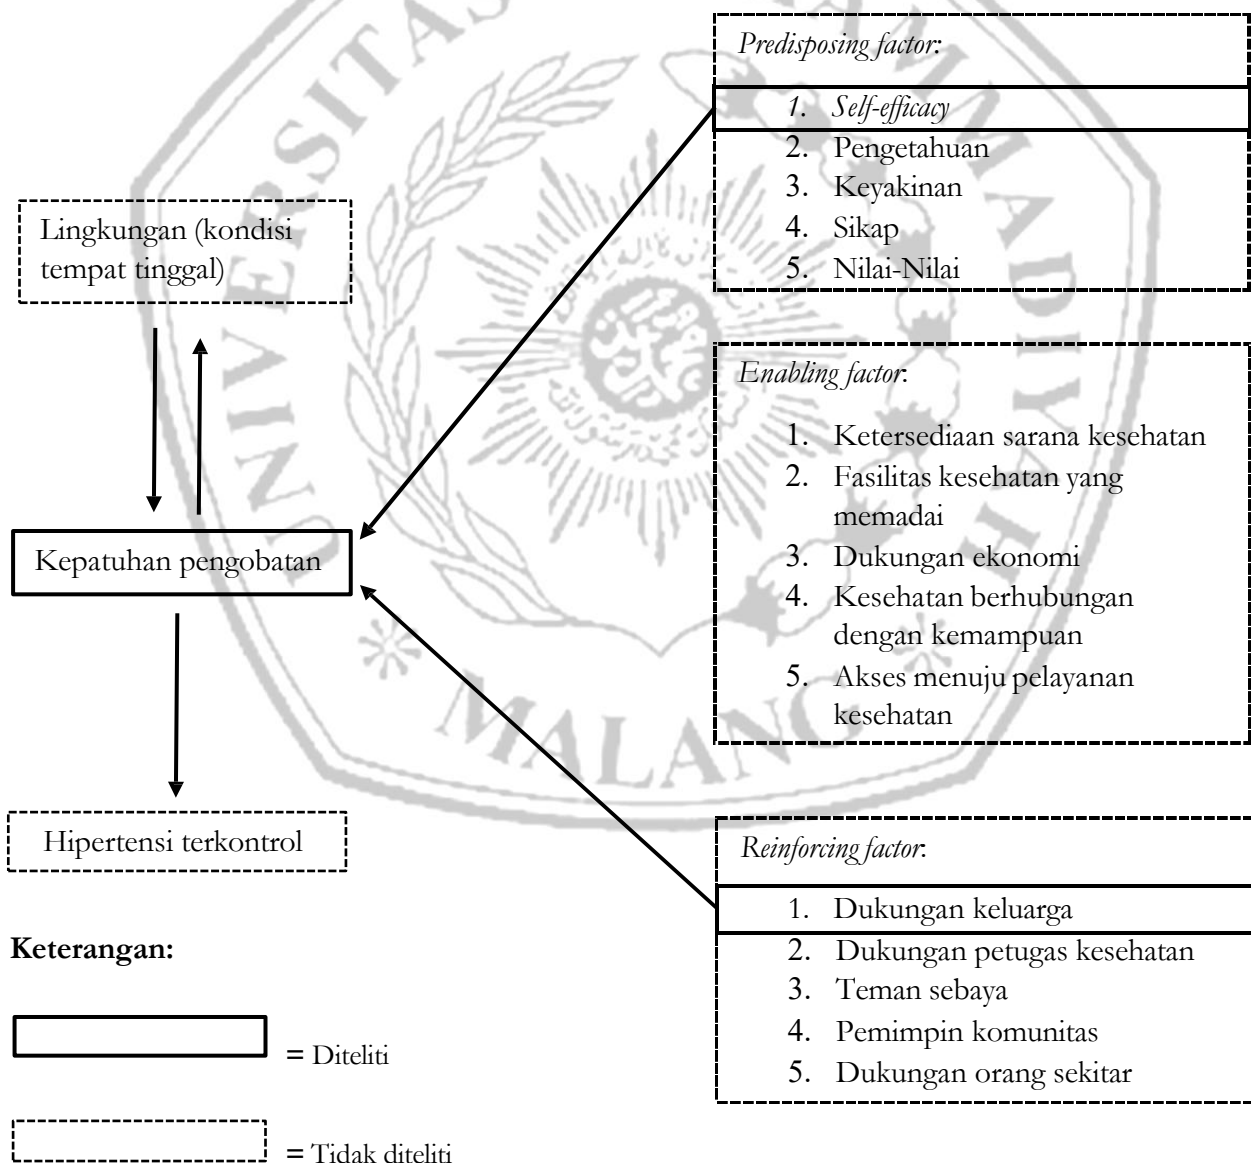 Predisposing factor:
1. Self-efficacy
2. Pengetahuan
3. Keyakinan
4. Sikap
5. Nilai-Nilai
Lingkungan (kondisi
tempat tinggal)
Enabling factor:
1. Ketersediaan sarana kesehatan
2. Fasilitas kesehatan yang
memadai
3. Dukungan ekonomi
4. Kesehatan berhubungan
dengan kemampuan
5. Akses menuju pelayanan
kesehatan
Kepatuhan pengobatan
Hipertensi terkontrol
Reinforcing factor:
1. Dukungan keluarga
2. Dukungan petugas kesehatan
3. Teman sebaya
4. Pemimpin komunitas
5. Dukungan orang sekitar
Keterangan:
= Diteliti
= Tidak diteliti
MALANG